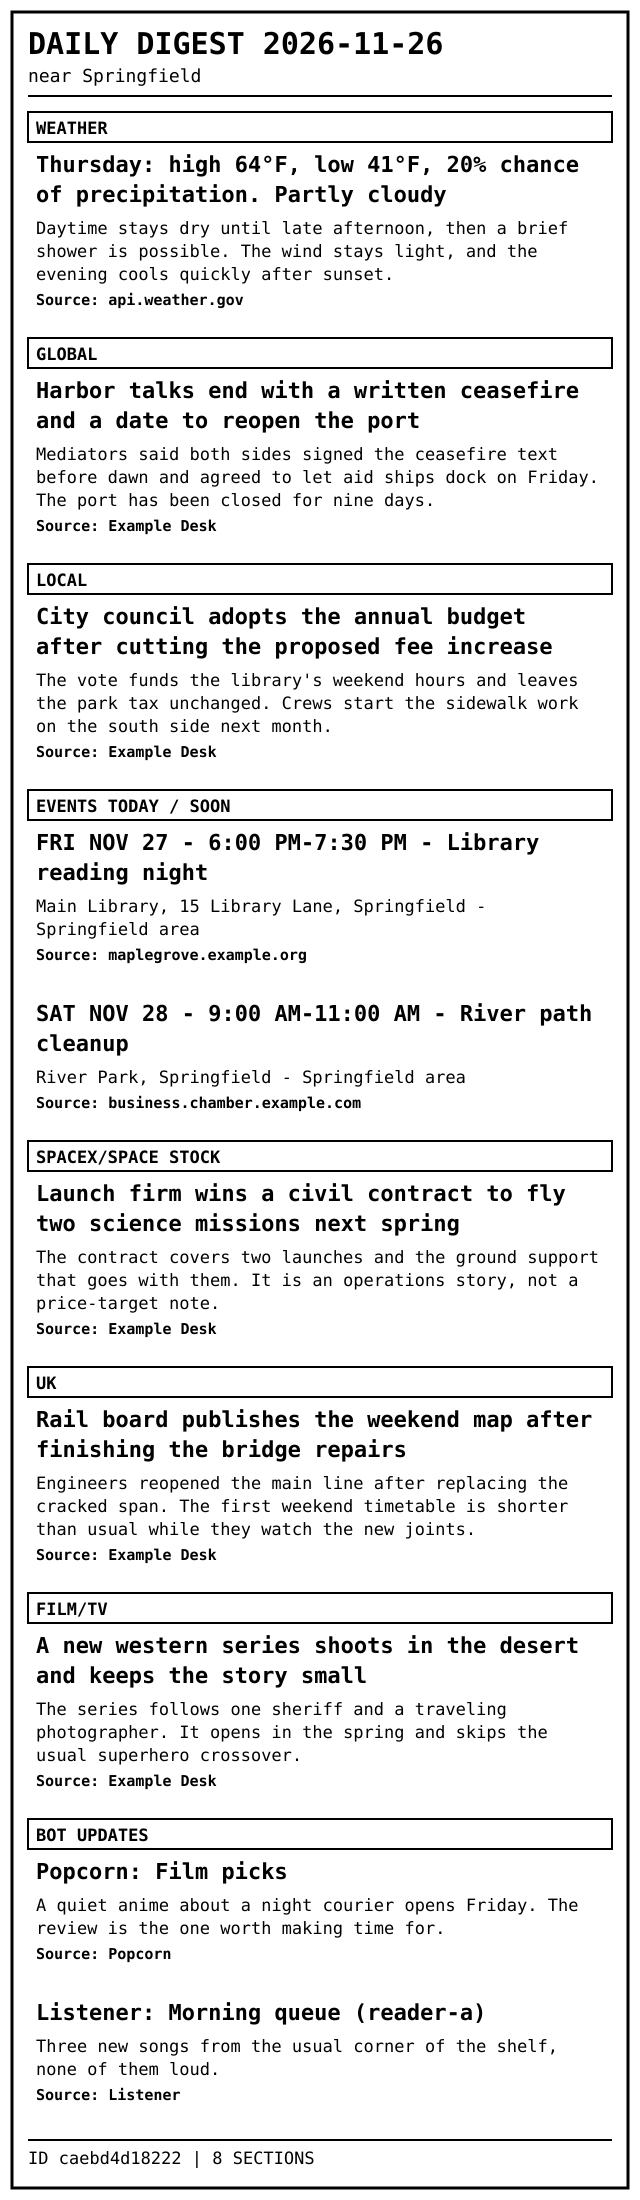 DAILY DIGEST 2026-11-26
near Springfield
WEATHER
Thursday: high 64°F, low 41°F, 20% chance
of precipitation. Partly cloudy
Daytime stays dry until late afternoon, then a brief
shower is possible. The wind stays light, and the
evening cools quickly after sunset.
Source: api.weather.gov
GLOBAL
Harbor talks end with a written ceasefire
and a date to reopen the port
Mediators said both sides signed the ceasefire text
before dawn and agreed to let aid ships dock on Friday.
The port has been closed for nine days.
Source: Example Desk
LOCAL
City council adopts the annual budget
after cutting the proposed fee increase
The vote funds the library's weekend hours and leaves
the park tax unchanged. Crews start the sidewalk work
on the south side next month.
Source: Example Desk
EVENTS TODAY / SOON
FRI NOV 27 - 6:00 PM-7:30 PM - Library
reading night
Main Library, 15 Library Lane, Springfield -
Springfield area
Source: maplegrove.example.org
SAT NOV 28 - 9:00 AM-11:00 AM - River path
cleanup
River Park, Springfield - Springfield area
Source: business.chamber.example.com
SPACEX/SPACE STOCK
Launch firm wins a civil contract to fly
two science missions next spring
The contract covers two launches and the ground support
that goes with them. It is an operations story, not a
price-target note.
Source: Example Desk
UK
Rail board publishes the weekend map after
finishing the bridge repairs
Engineers reopened the main line after replacing the
cracked span. The first weekend timetable is shorter
than usual while they watch the new joints.
Source: Example Desk
FILM/TV
A new western series shoots in the desert
and keeps the story small
The series follows one sheriff and a traveling
photographer. It opens in the spring and skips the
usual superhero crossover.
Source: Example Desk
BOT UPDATES
Popcorn: Film picks
A quiet anime about a night courier opens Friday. The
review is the one worth making time for.
Source: Popcorn
Listener: Morning queue (reader-a)
Three new songs from the usual corner of the shelf,
none of them loud.
Source: Listener
ID caebd4d18222 | 8 SECTIONS